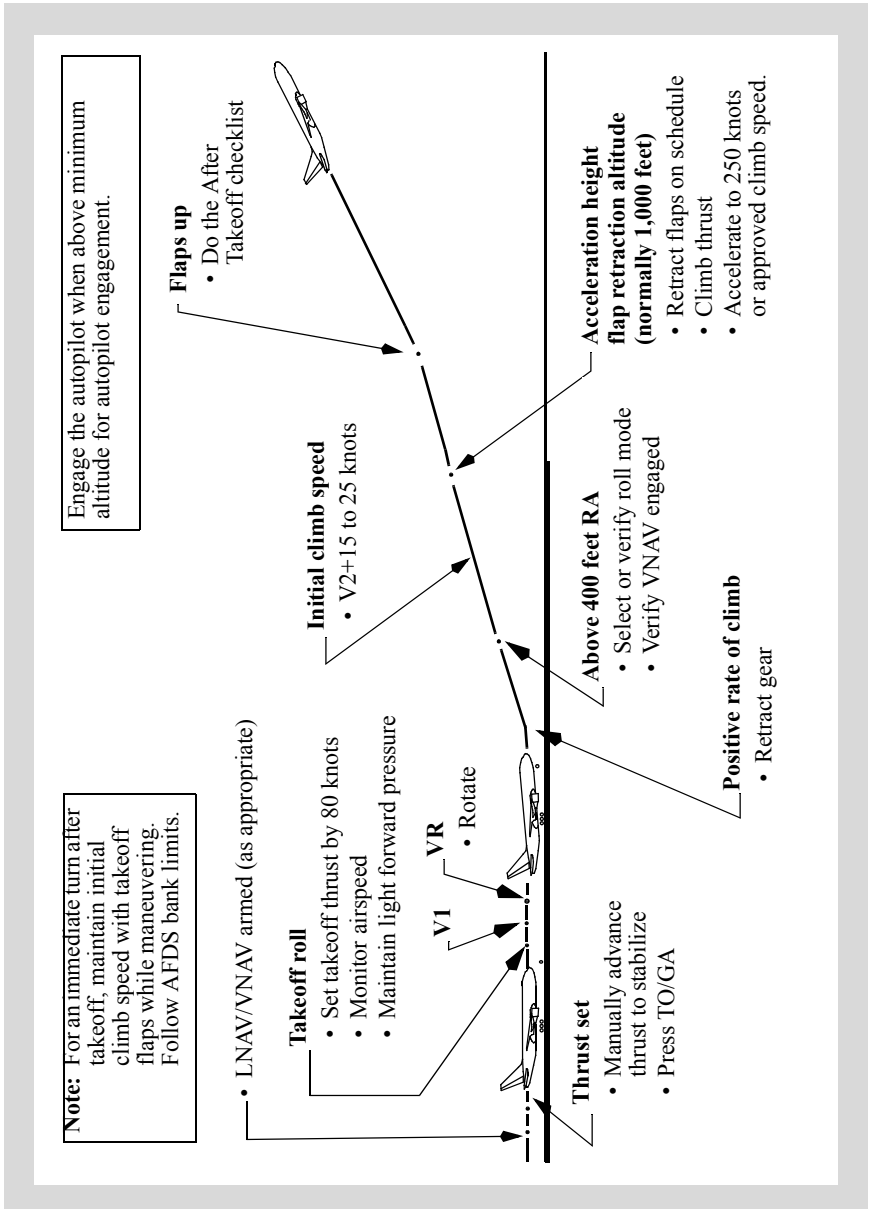 Note: For an immediate turn after
takeoff, maintain initial
climb speed with takeoff
flaps while maneuvering.
Follow AFDS bank limits.
Engage the autopilot when above minimum
altitude for autopilot engagement.
• LNAV/VNAV armed (as appropriate)
Takeoff roll
• Set takeoff thrust by 80 knots
• Monitor airspeed
• Maintain light forward pressure
V1
VR
• Rotate
Thrust set
• Manually advance
thrust to stabilize
• Press TO/GA
Positive rate of climb
• Retract gear
Above 400 feet RA
• Select or verify roll mode
• Verify VNAV engaged
Initial climb speed
• V2+15 to 25 knots
Acceleration height
flap retraction altitude
(normally 1,000 feet)
• Retract flaps on schedule
• Climb thrust
• Accelerate to 250 knots
or approved climb speed.
Flaps up
• Do the After
Takeoff checklist